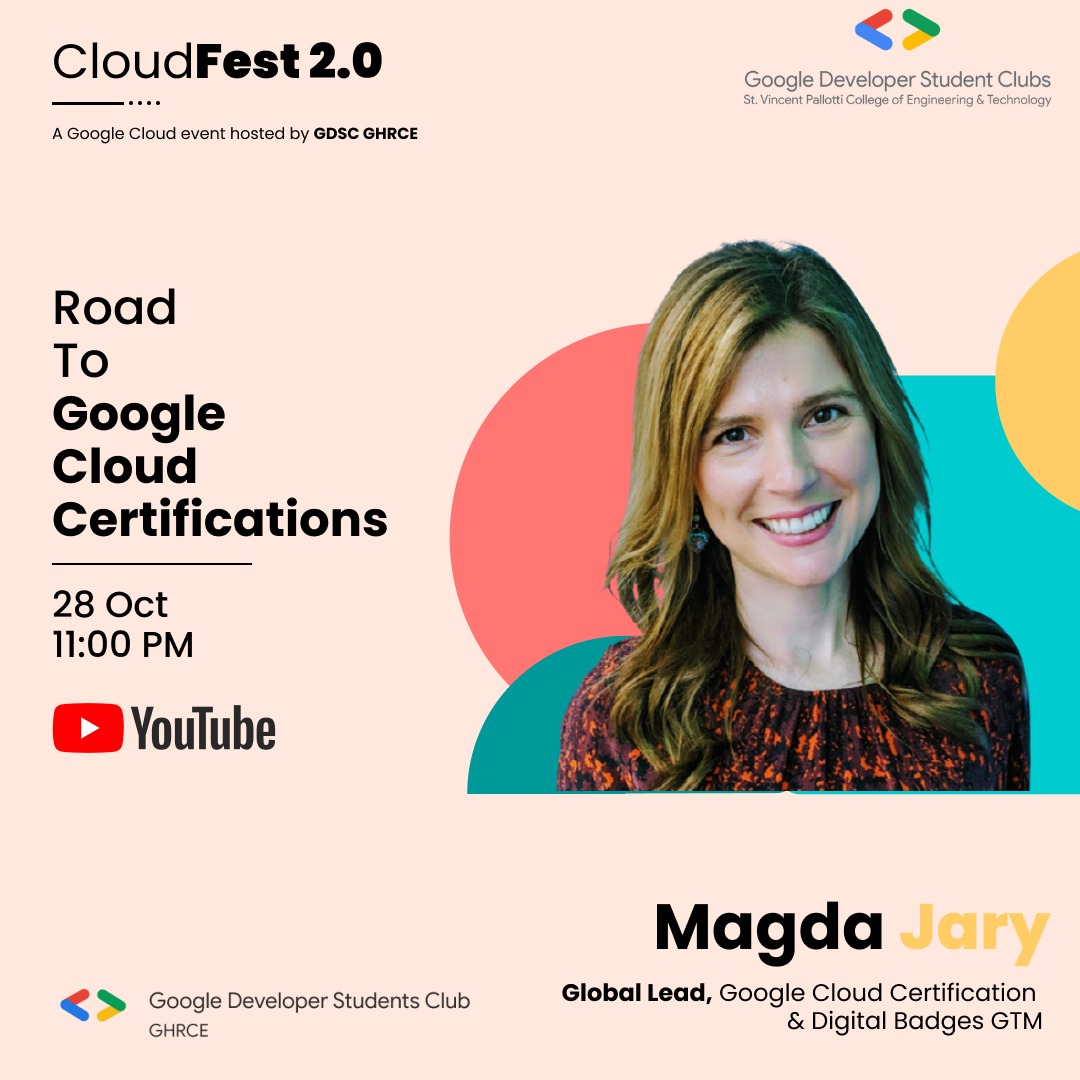 CloudFest 2.0
A Google Cloud event hosted by GDSC GHRCE
Google Developer Student Clubs
St. Vincent Pallotti College of Engineering & Technology
Road
To
Google
Cloud
Certifications
28 Oct
11:00 PM
YouTube
Magda Jary
Global Lead, Google Cloud Certification
& Digital Badges GTM
Google Developer Students Club
GHRCE